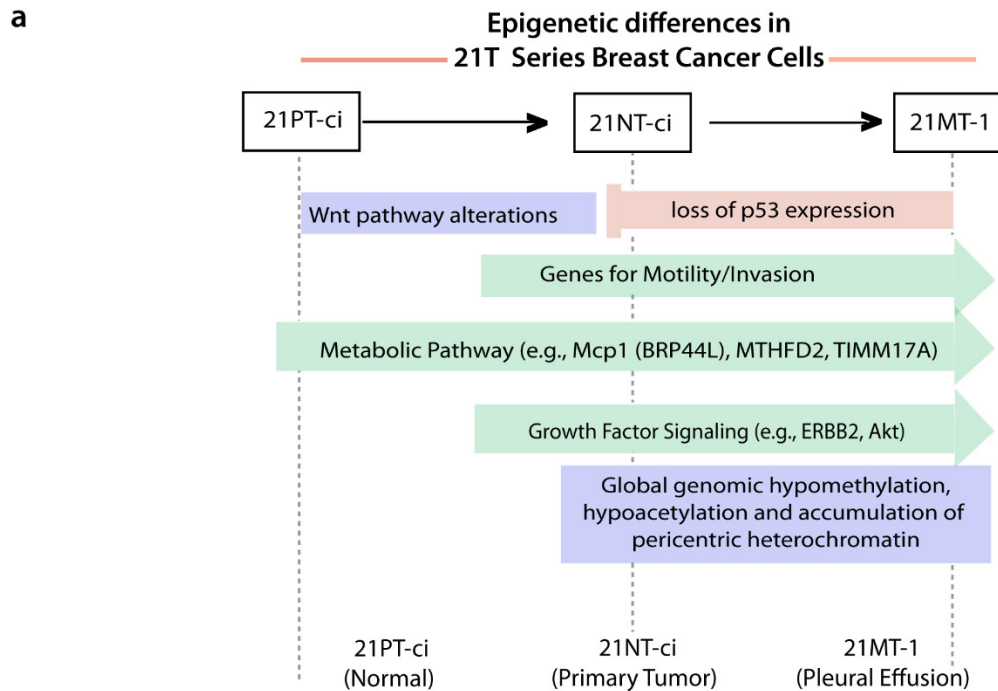 a
Epigenetic differences in
21T Series Breast Cancer Cells
21PT-ci
21NT-ci
21MT-1
Wnt pathway alterations
loss of p53 expression
Genes for Motility/Invasion
Metabolic Pathway (e.g., Mcp1 (BRP44L), MTHFD2, TIMM17A)
Growth Factor Signaling (e.g., ERBB2, Akt)
Global genomic hypomethylation,
hypoacetylation and accumulation of
pericentric heterochromatin
21PT-ci
(Normal)
21NT-ci
(Primary Tumor)
21MT-1
(Pleural Effusion)